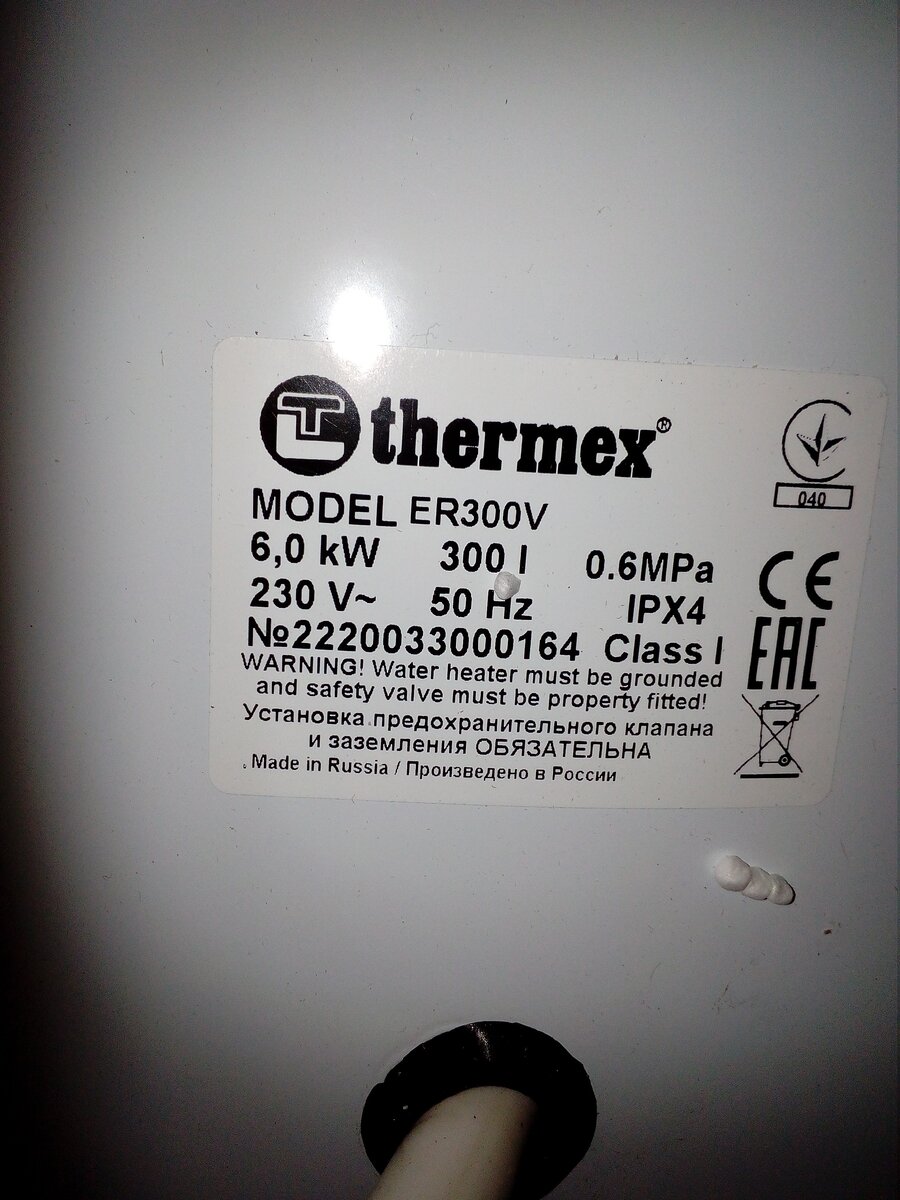 thermex®
040
MODEL ER300V
6,0 kW 300 l 0.6MPa
230 V~ 50 Hz IPX4
№2220033000164 Class I
CE
EAC
WARNING! Water heater must be grounded
and safety valve must be property fitted!
Установка предохранительного клапана
и заземления ОБЯЗАТЕЛЬНА
Made in Russia / Произведено в России